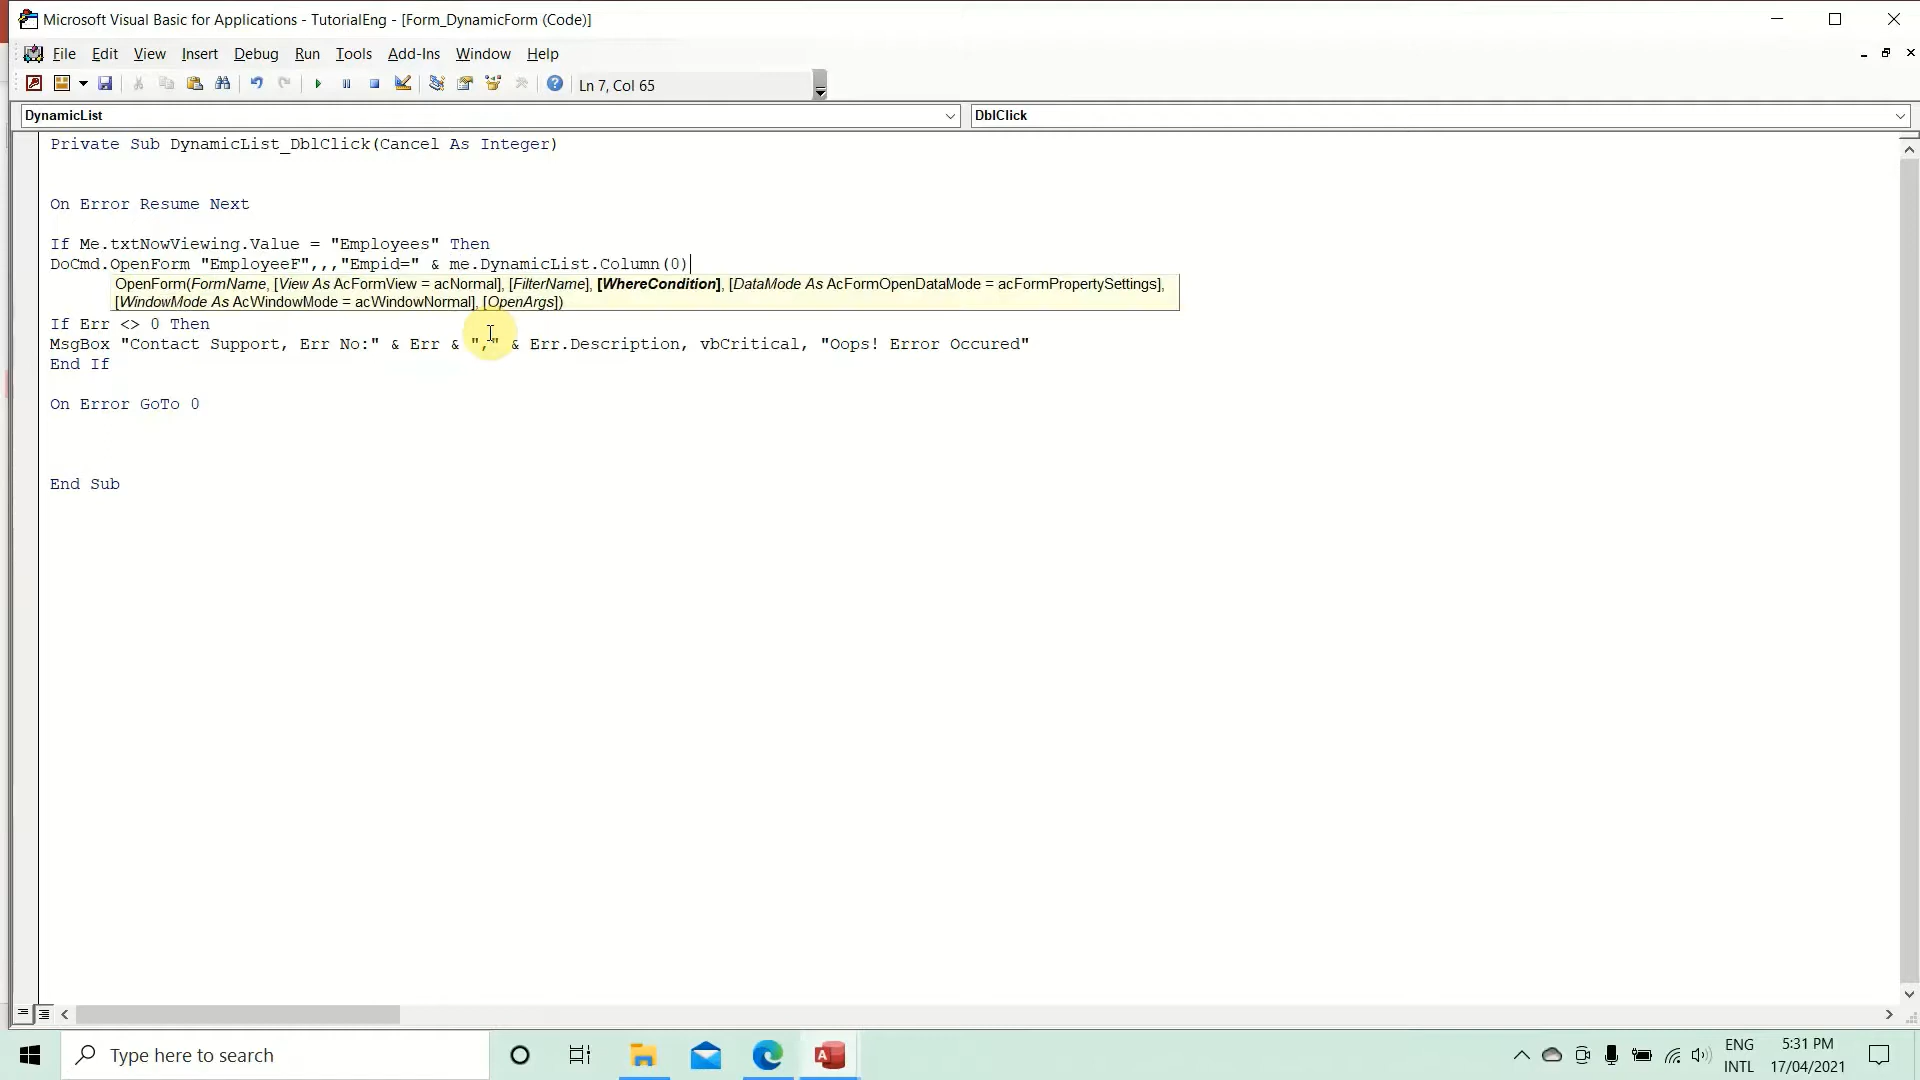 Microsoft Visual Basic for Applications - TutorialEng - [Form_DynamicForm (Code)]
File Edit View Insert Debug Run Tools Add-Ins Window Help
Ln 7, Col 65
DynamicList DblClick
Private Sub DynamicList_DblClick(Cancel As Integer)
On Error Resume Next
If Me.txtNowViewing.Value = "Employees" Then
DoCmd.OpenForm "EmployeeF",,,"Empid=" & me.DynamicList.Column(0)
OpenForm(FormName, [View As AcFormView = acNormal], [FilterName], [WhereCondition], [DataMode As AcFormOpenDataMode = acFormPropertySettings],
[WindowMode As AcWindowMode = acWindowNormal], [OpenArgs])
If Err <> 0 Then
MsgBox "Contact Support, Err No:" & Err & "," & Err.Description, vbCritical, "Oops! Error Occured"
End If
On Error GoTo 0
End Sub
Type here to search
ENG
INTL
5:31 PM
17/04/2021